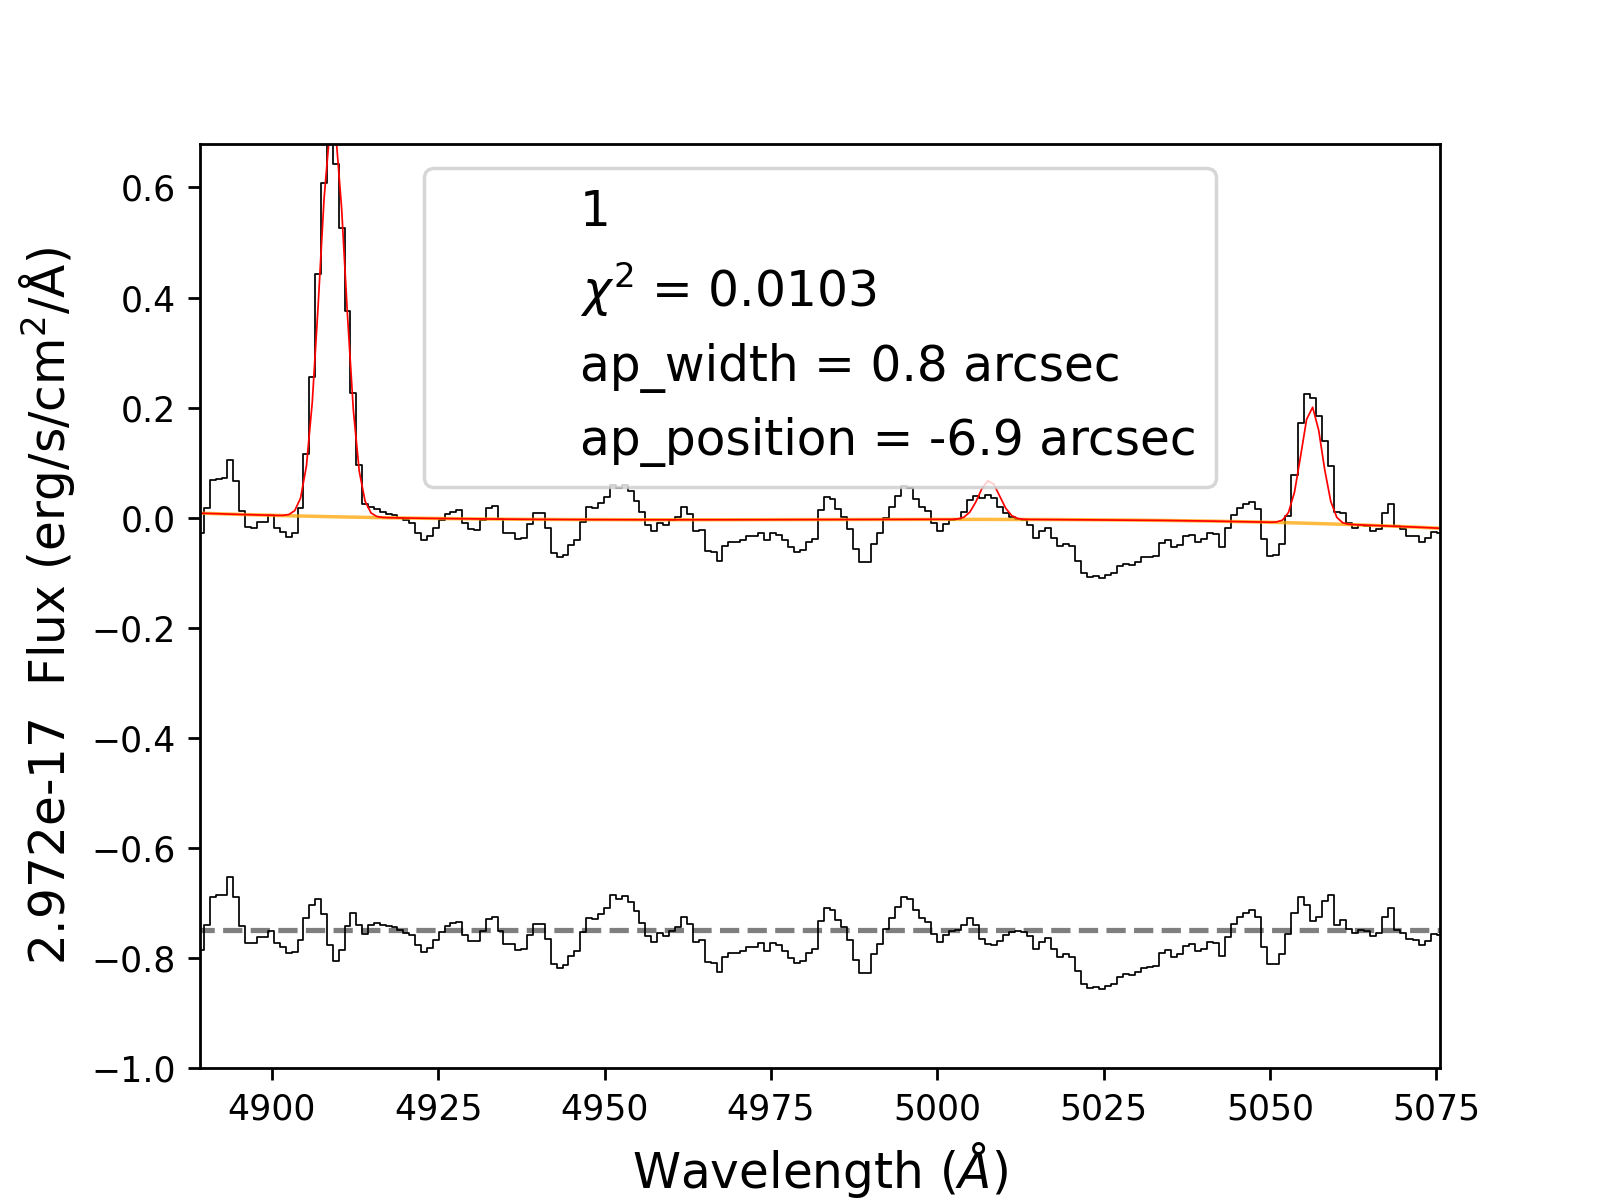 1
χ² = 0.0103
ap_width = 0.8 arcsec
ap_position = -6.9 arcsec
2.972e-17 Flux (erg/s/cm²/Å)
0.6
0.4
0.2
0.0
−0.2
−0.4
−0.6
−0.8
−1.0
4900 4925 4950 4975 5000 5025 5050 5075
Wavelength (Å)